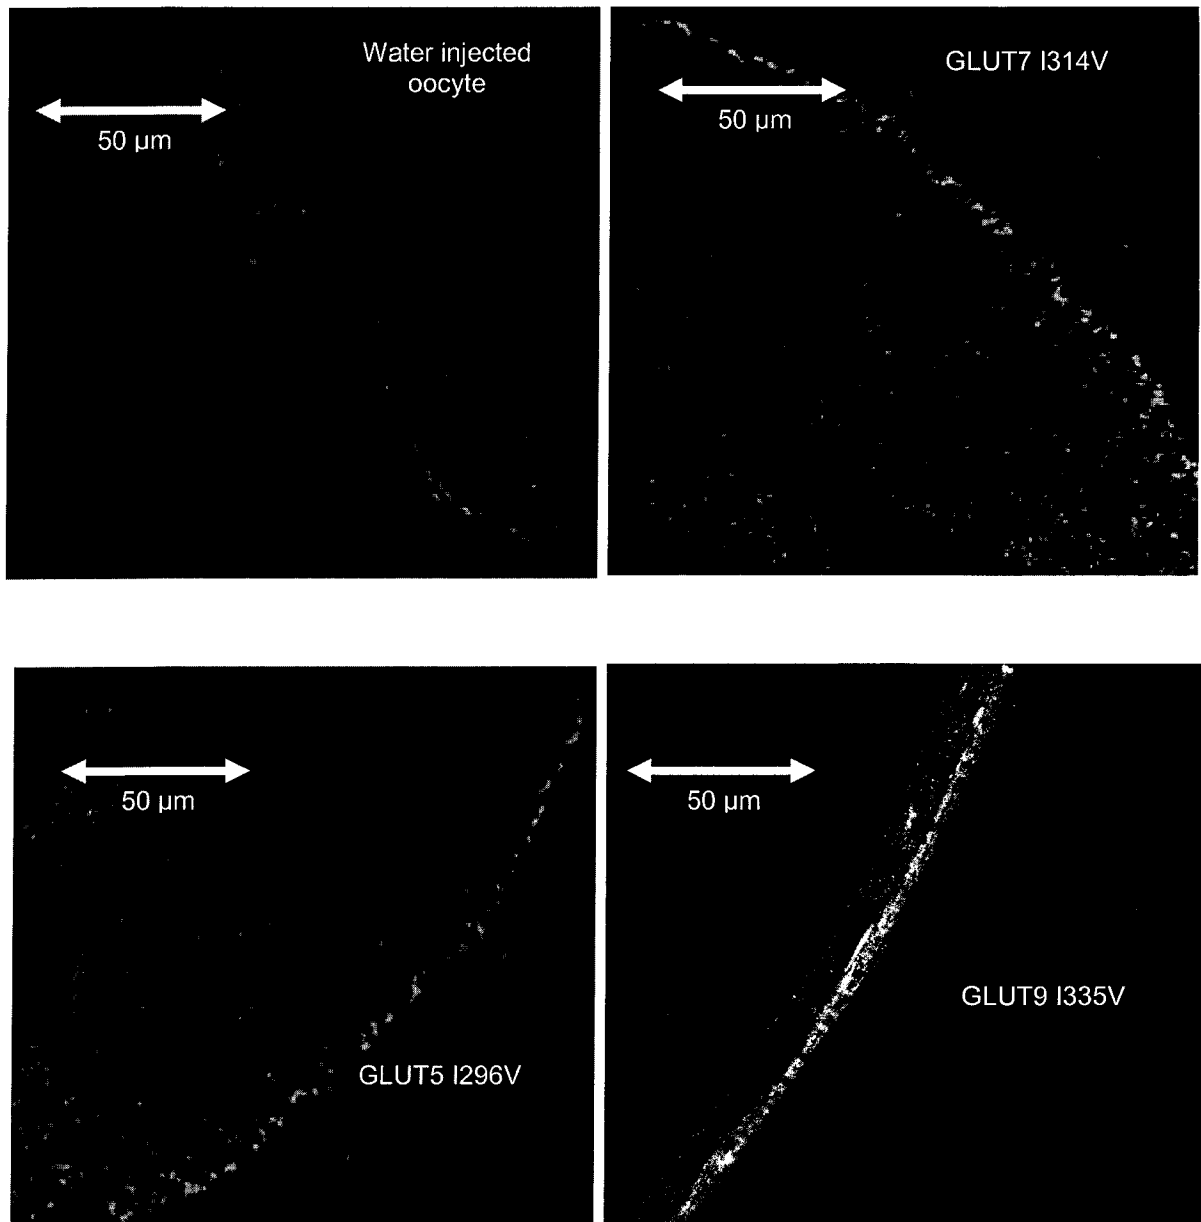 Water injected
oocyte
50 µm
GLUT7 I314V
50 µm
50 µm
GLUT5 I296V
50 µm
GLUT9 I335V